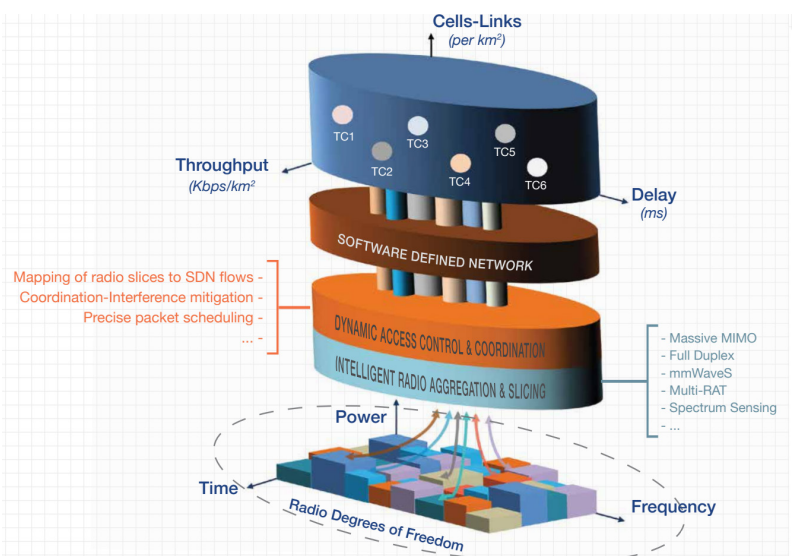 Cells-Links
(per km²)
TC1
TC2
TC3
TC4
TC5
TC6
Throughput
(Kbps/km²
Delay
(ms)
SOFTWARE DEFINED NETWORK
Mapping of radio slices to SDN flows -
Coordination-Interference mitigation -
Precise packet scheduling -
... -
DYNAMIC ACCESS CONTROL & COORDINATION
INTELLIGENT RADIO AGGREGATION & SLICING
- Massive MIMO
- Full Duplex
- mmWaveS
- Multi-RAT
- Spectrum Sensing
- ...
Power
Time
Frequency
Radio Degrees of Freedom